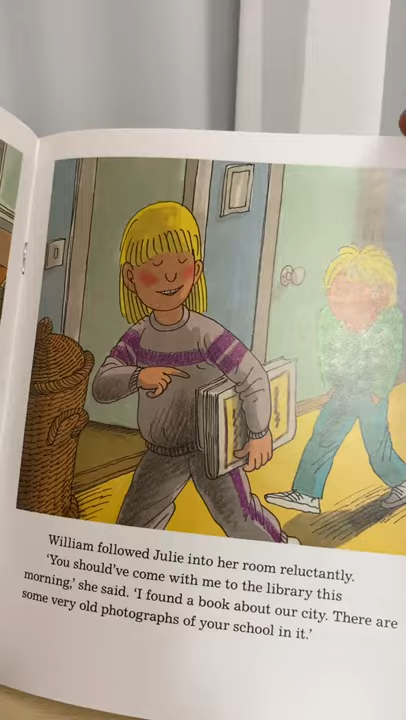 William followed Julie into her room reluctantly.
‘You should’ve come with me to the library this
morning,’ she said. ‘I found a book about our city. There are
some very old photographs of your school in it.’